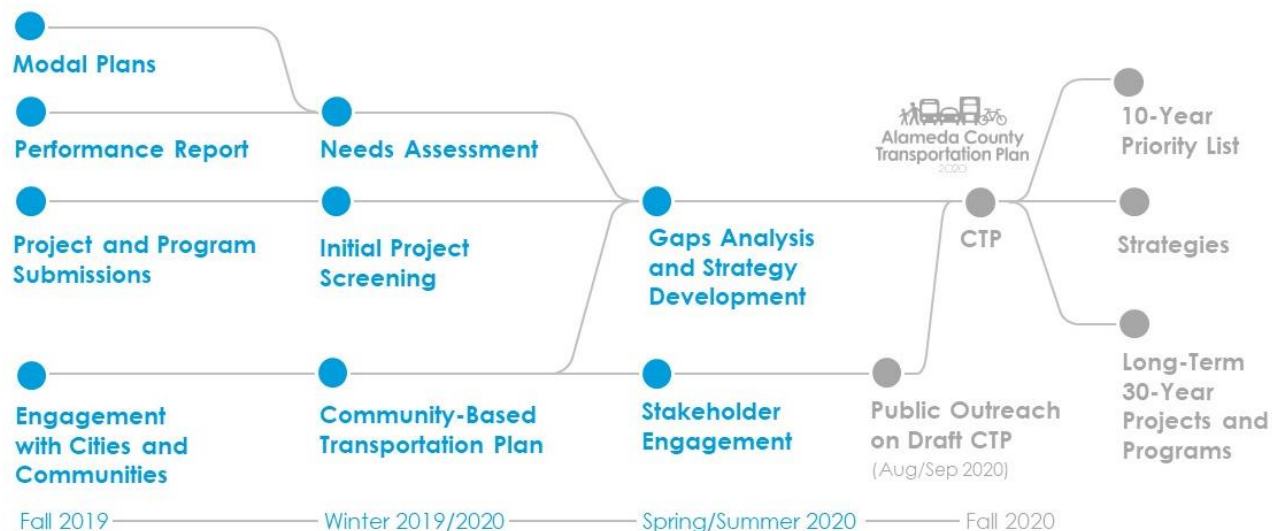 Modal Plans
Performance Report
Needs Assessment
Alameda County
Transportation Plan
2020
10-Year
Priority List
Project and Program
Submissions
Initial Project
Screening
Gaps Analysis
and Strategy
Development
CTP
Strategies
Engagement
with Cities and
Communities
Community-Based
Transportation Plan
Stakeholder
Engagement
Public Outreach
on Draft CTP
(Aug/Sep 2020)
Long-Term
30-Year
Projects and
Programs
Fall 2019
Winter 2019/2020
Spring/Summer 2020
Fall 2020